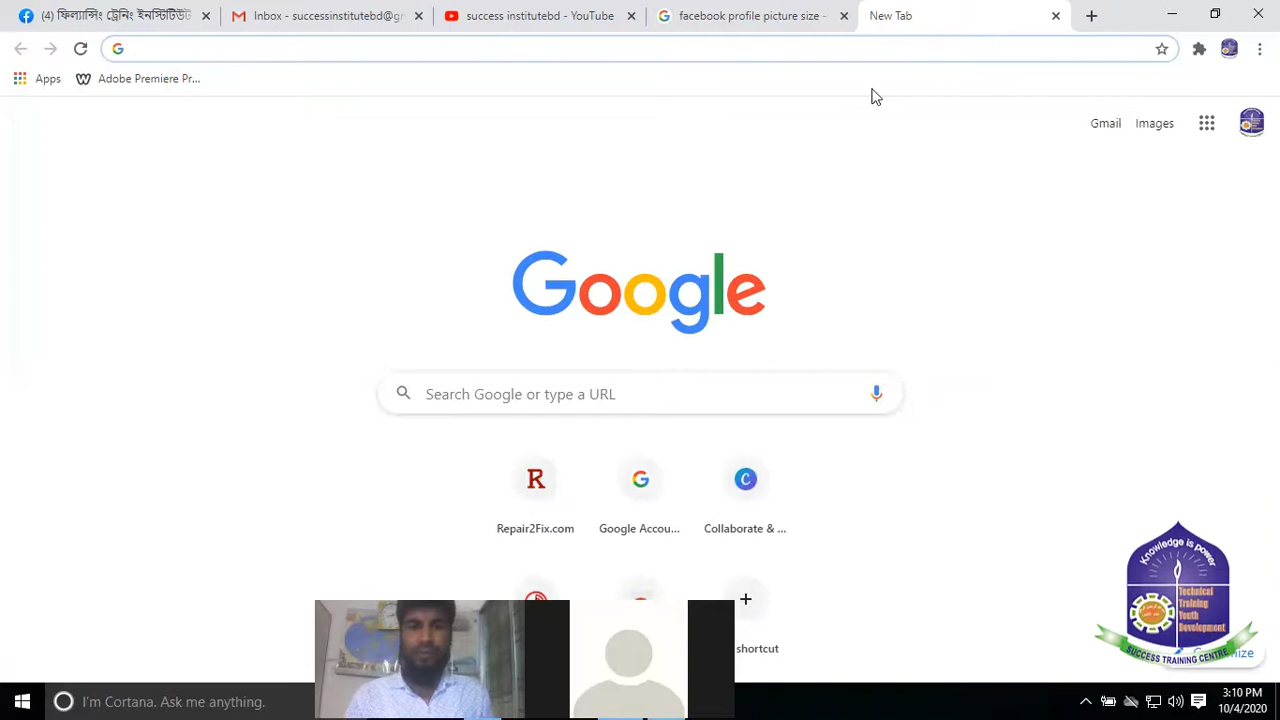 (4) ফিল্যান্সিং ট্রেনিং ইনস্টিটিউ
Inbox - successinstitutebd@gr
success institutebd - YouTube
facebook profile picture size -
New Tab
Apps
Adobe Premiere Pr...
Gmail
Images
Google
Search Google or type a URL
R
C
Repair2Fix.com
Google Accou...
Collaborate & ...
shortcut
Knowledge is power
Technical
Training
Youth
Development
SUCCESS TRAINING CENTRE
I'm Cortana. Ask me anything.
3:10 PM
10/4/2020